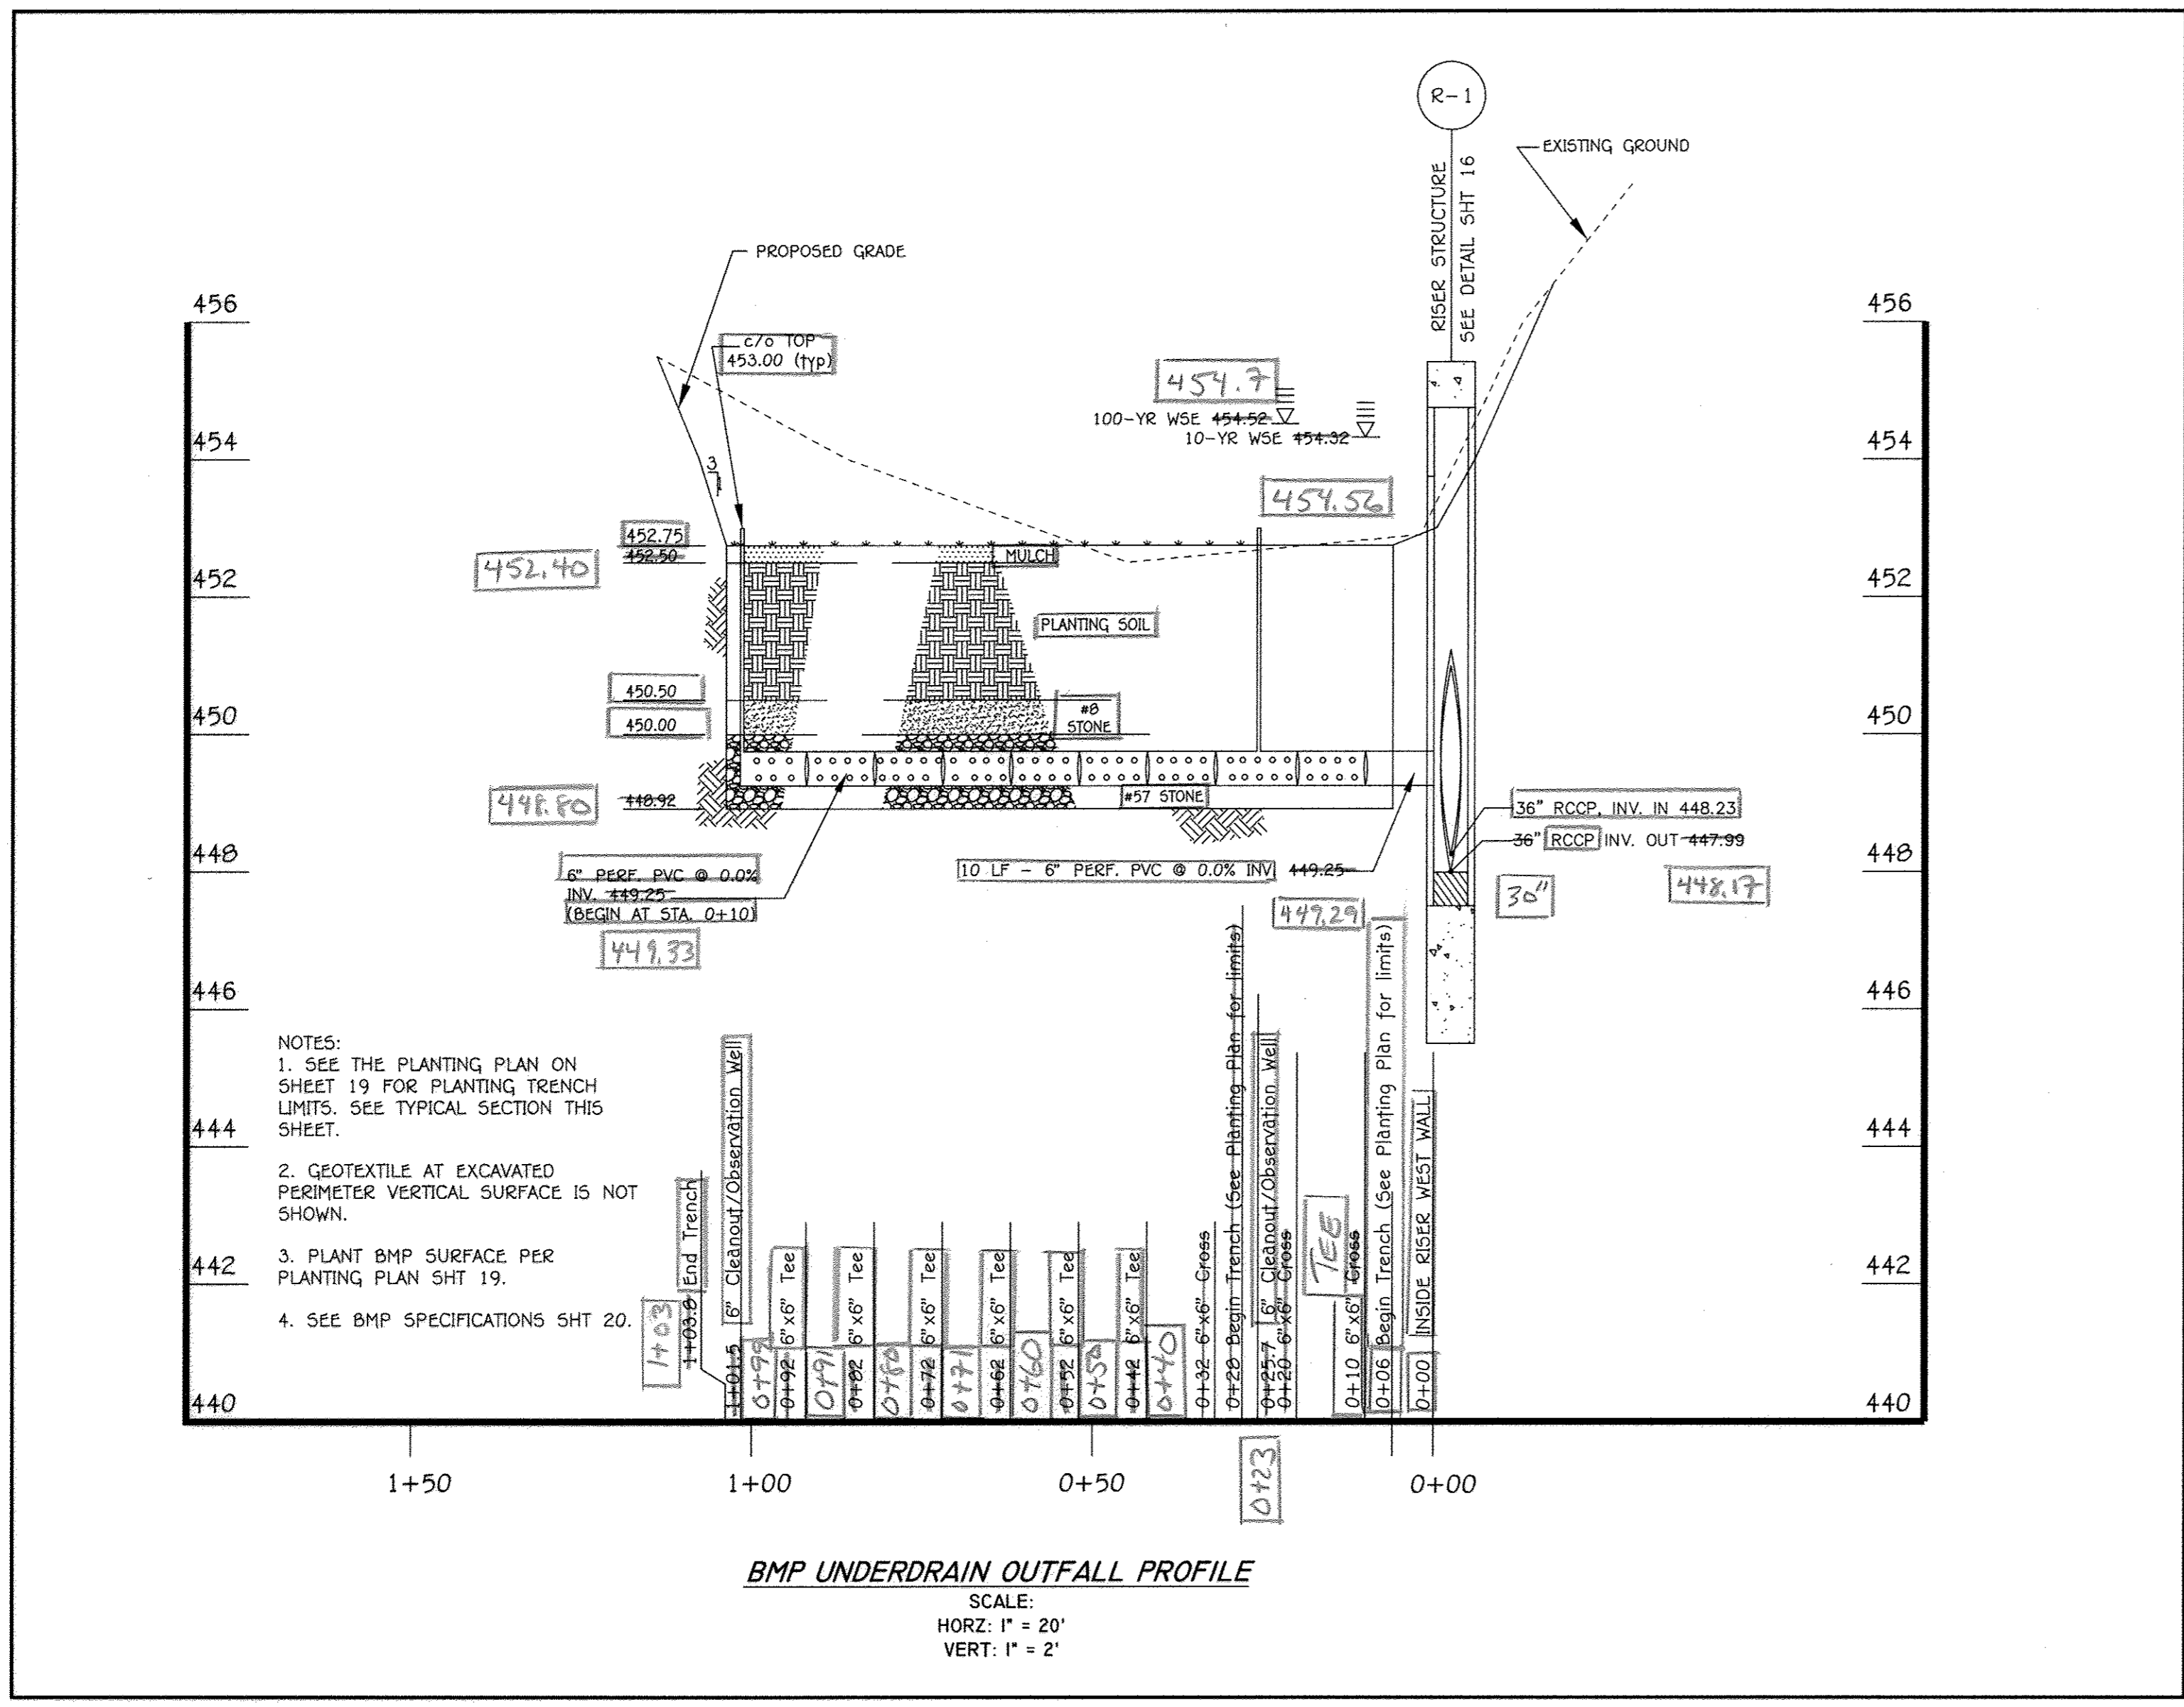 R-1
RISER STRUCTURE
SEE DETAIL SHT 16
EXISTING GROUND
PROPOSED GRADE
c/o TOP
453.00 (typ)
456
456
454.7
100-YR WSE 454.52
10-YR WSE 454.32
454
454
3
1
454.56
452.75
452.50
452.40
MULCH
452
452
PLANTING SOIL
450.50
450.00
#8
STONE
450
450
448.80
448.92
#57 STONE
36" RCCP, INV. IN 448.23
36" RCCP INV. OUT 447.99
448
448
6" PERF. PVC @ 0.0%
INV. 449.25
(BEGIN AT STA. 0+10)
449.33
10 LF - 6" PERF. PVC @ 0.0% INV 449.25
449.29
30"
448.17
446
446
NOTES:
1. SEE THE PLANTING PLAN ON
SHEET 19 FOR PLANTING TRENCH
LIMITS. SEE TYPICAL SECTION THIS
SHEET.
2. GEOTEXTILE AT EXCAVATED
PERIMETER VERTICAL SURFACE IS NOT
SHOWN.
3. PLANT BMP SURFACE PER
PLANTING PLAN SHT 19.
4. SEE BMP SPECIFICATIONS SHT 20.
444
444
442
442
440
440
1+03
1+03.8 End Trench
1+01.5 6" Cleanout/Observation Well
0+99
0+92 6"x6" Tee
0+91
0+82 6"x6" Tee
0+80
0+72 6"x6" Tee
0+71
0+62 6"x6" Tee
0+60
0+52 6"x6" Tee
0+50
0+42 6"x6" Tee
0+40
0+32 6"x6" Cross
0+28 Begin Trench (See Planting Plan for limits)
0+25.7 6" Cleanout/Observation Well
0+20 6"x6" Cross
TEE
0+10 6"x6" Cross
0+06 Begin Trench (See Planting Plan for limits)
0+00 INSIDE RISER WEST WALL
0+23
1+50
1+00
0+50
0+00
BMP UNDERDRAIN OUTFALL PROFILE
SCALE:
HORZ: 1" = 20'
VERT: 1" = 2'